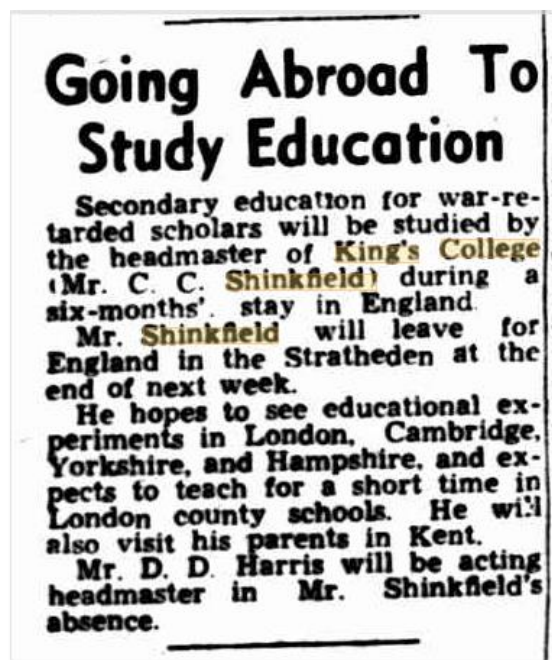 Going Abroad To
Study Education
Secondary education for war-re-
tarded scholars will be studied by
the headmaster of King's College
(Mr. C. C. Shinkfield) during a
six-months'. stay in England.
Mr. Shinkfield will leave for
England in the Stratheden at the
end of next week.
He hopes to see educational ex-
periments in London, Cambridge,
Yorkshire, and Hampshire, and ex-
pects to teach for a short time in
London county schools. He will
also visit his parents in Kent.
Mr. D. D. Harris will be acting
headmaster in Mr. Shinkfield's
absence.